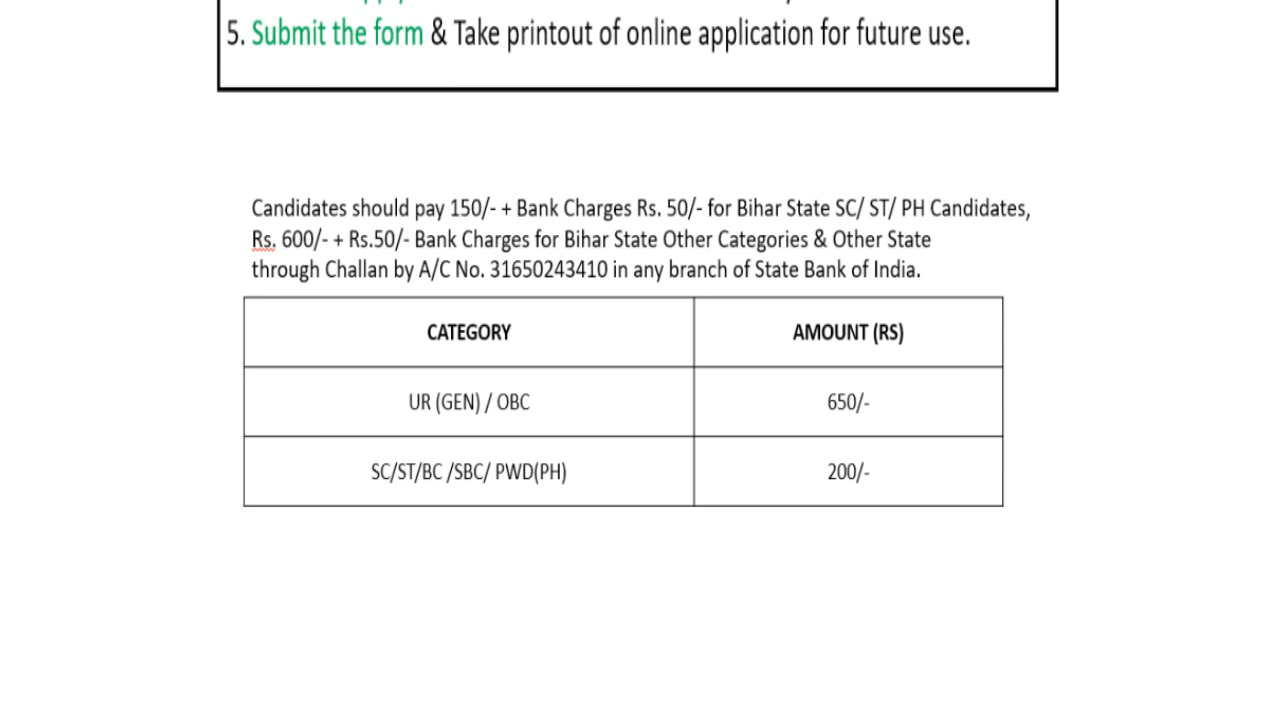 5. Submit the form & Take printout of online application for future use.
Candidates should pay 150/- + Bank Charges Rs. 50/- for Bihar State SC/ ST/ PH Candidates,
Rs. 600/- + Rs.50/- Bank Charges for Bihar State Other Categories & Other State
through Challan by A/C No. 31650243410 in any branch of State Bank of India.
CATEGORY AMOUNT (RS)
UR (GEN) / OBC 650/-
SC/ST/BC /SBC/ PWD(PH) 200/-